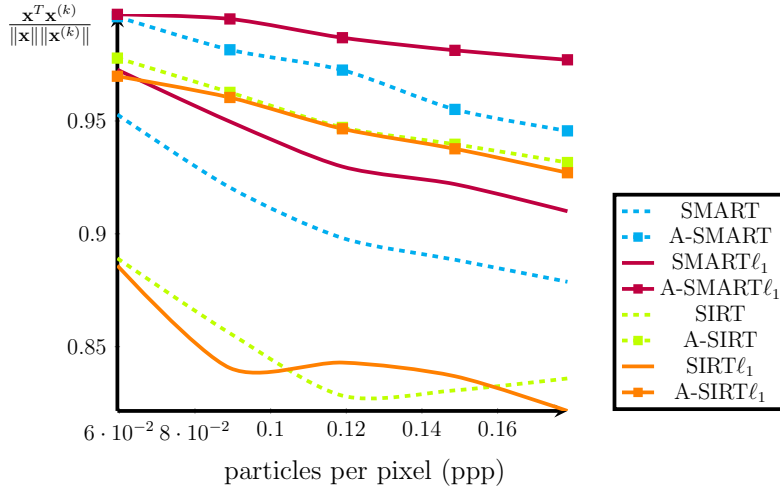 x^T x^(k)
‖x‖‖x^(k)‖
0.95
0.9
0.85
6 · 10^−2 8 · 10^−2 0.1 0.12 0.14 0.16
particles per pixel (ppp)
SMART
A-SMART
SMARTℓ₁
A-SMARTℓ₁
SIRT
A-SIRT
SIRTℓ₁
A-SIRTℓ₁